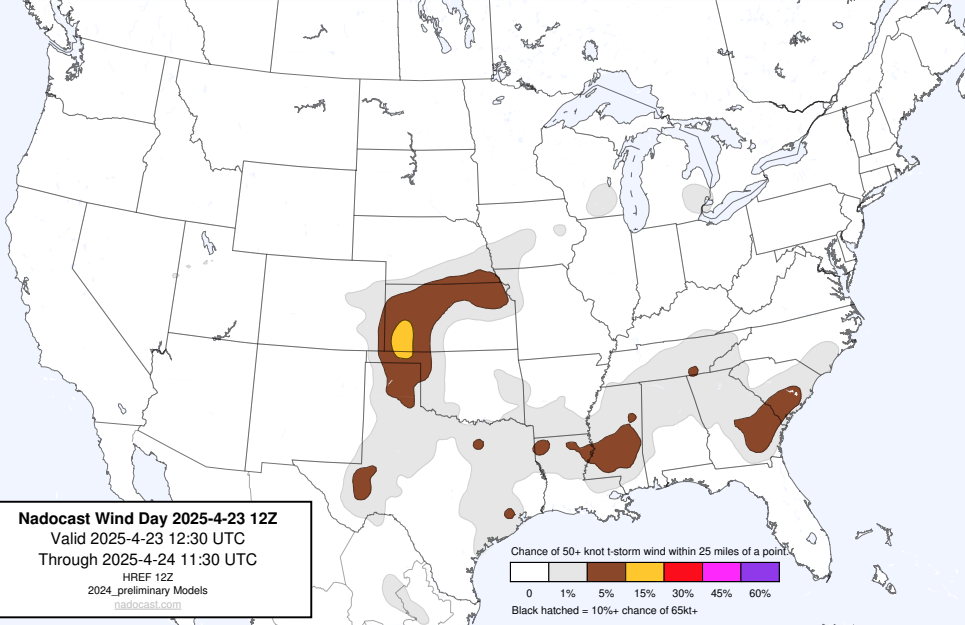 Nadocast Wind Day 2025-4-23 12Z
Valid 2025-4-23 12:30 UTC
Through 2025-4-24 11:30 UTC
HREF 12Z
2024_preliminary Models
nadocast.com
Chance of 50+ knot t-storm wind within 25 miles of a point.
0 1% 5% 15% 30% 45% 60%
Black hatched = 10%+ chance of 65kt+